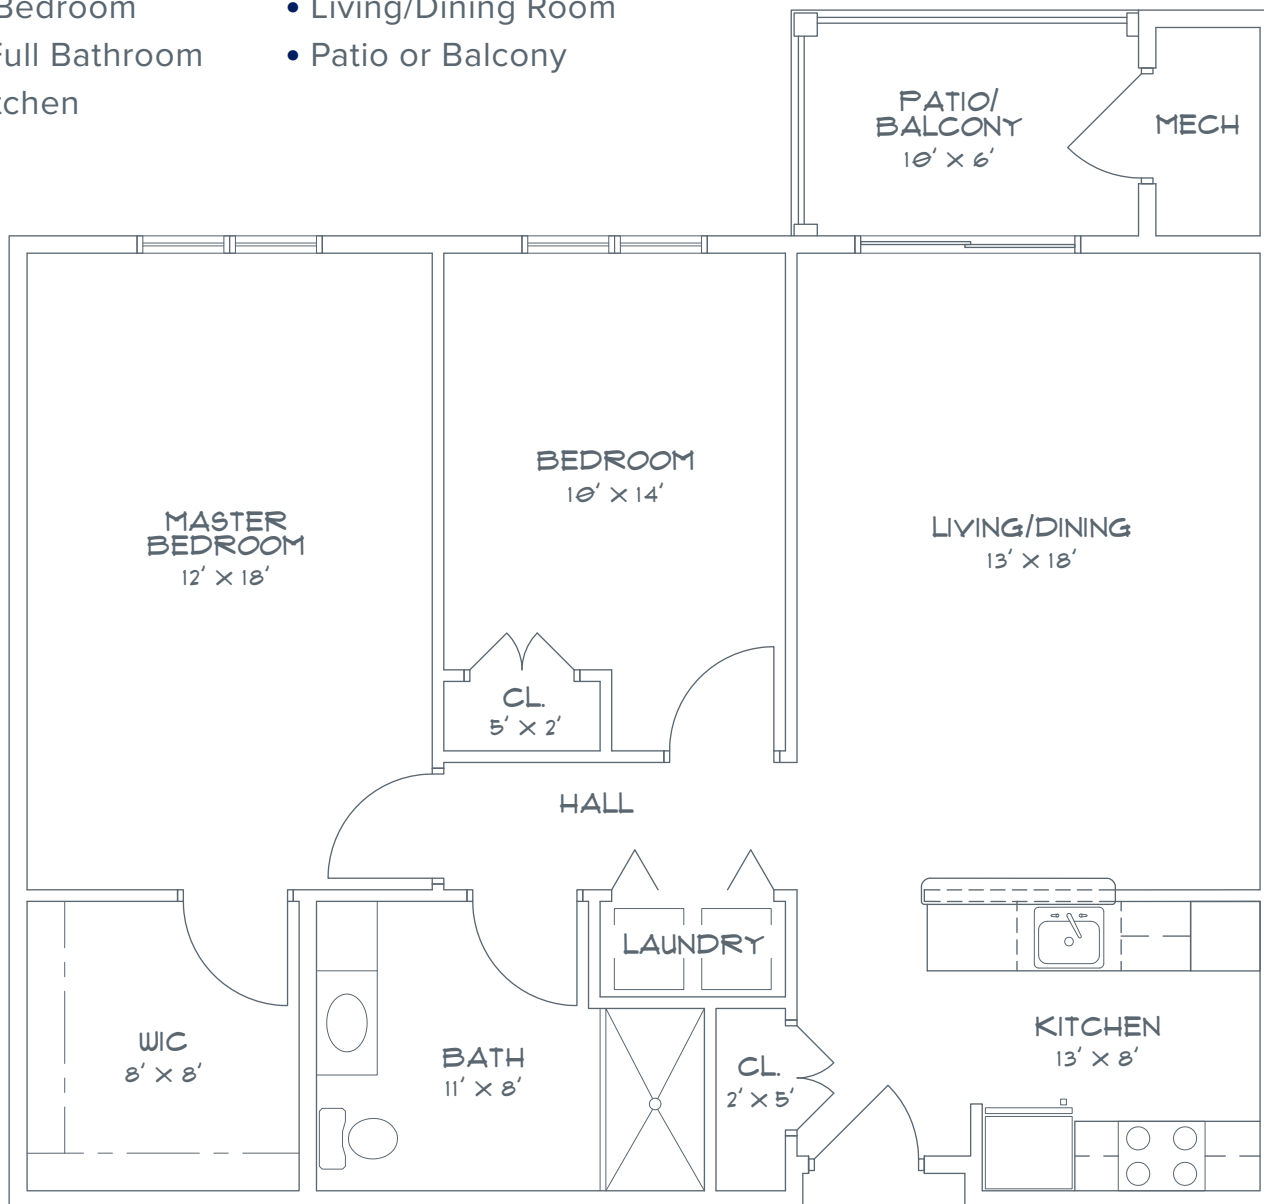 Bedroom
Full Bathroom
tchen
• Living/Dining Room
• Patio or Balcony
PATIO/
BALCONY
10' X 6'
MECH
MASTER
BEDROOM
12' X 18'
BEDROOM
10' X 14'
LIVING/DINING
13' X 18'
CL.
5' X 2'
HALL
LAUNDRY
WIC
8' X 8'
BATH
11' X 8'
CL.
2' X 5'
KITCHEN
13' X 8'